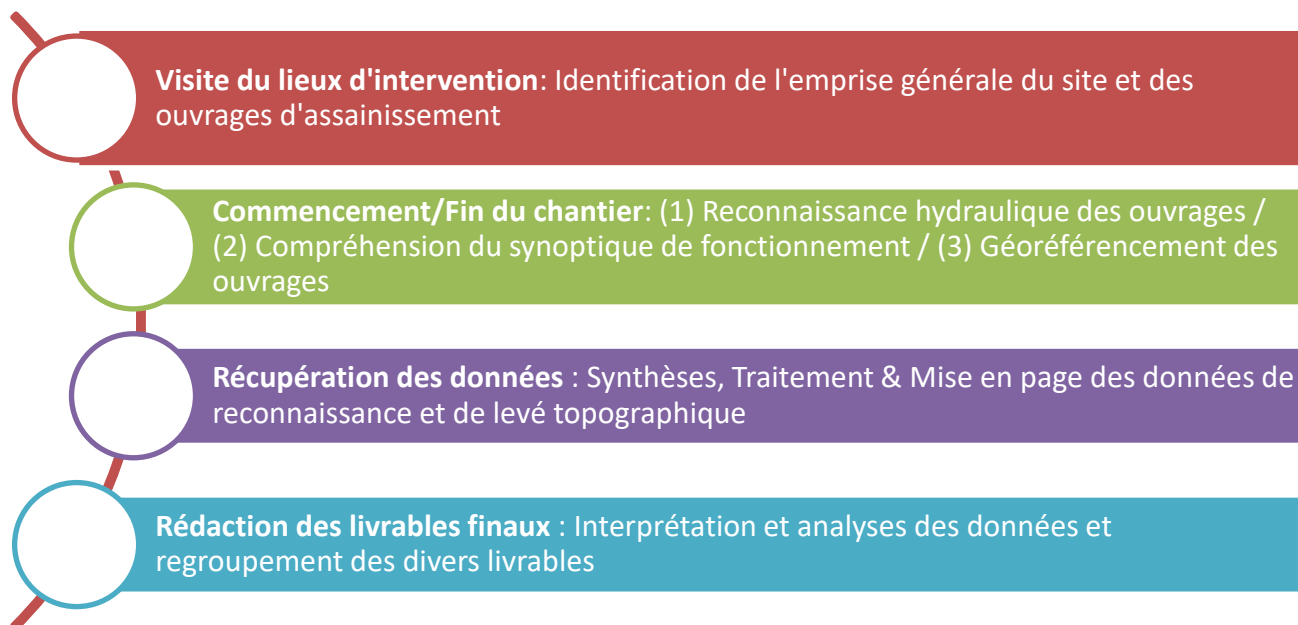 Visite du lieux d'intervention: Identification de l'emprise générale du site et des
ouvrages d'assainissement
Commencement/Fin du chantier: (1) Reconnaissance hydraulique des ouvrages /
(2) Compréhension du synoptique de fonctionnement / (3) Géoréférencement des
ouvrages
Récupération des données : Synthèses, Traitement & Mise en page des données de
reconnaissance et de levé topographique
Rédaction des livrables finaux : Interprétation et analyses des données et
regroupement des divers livrables